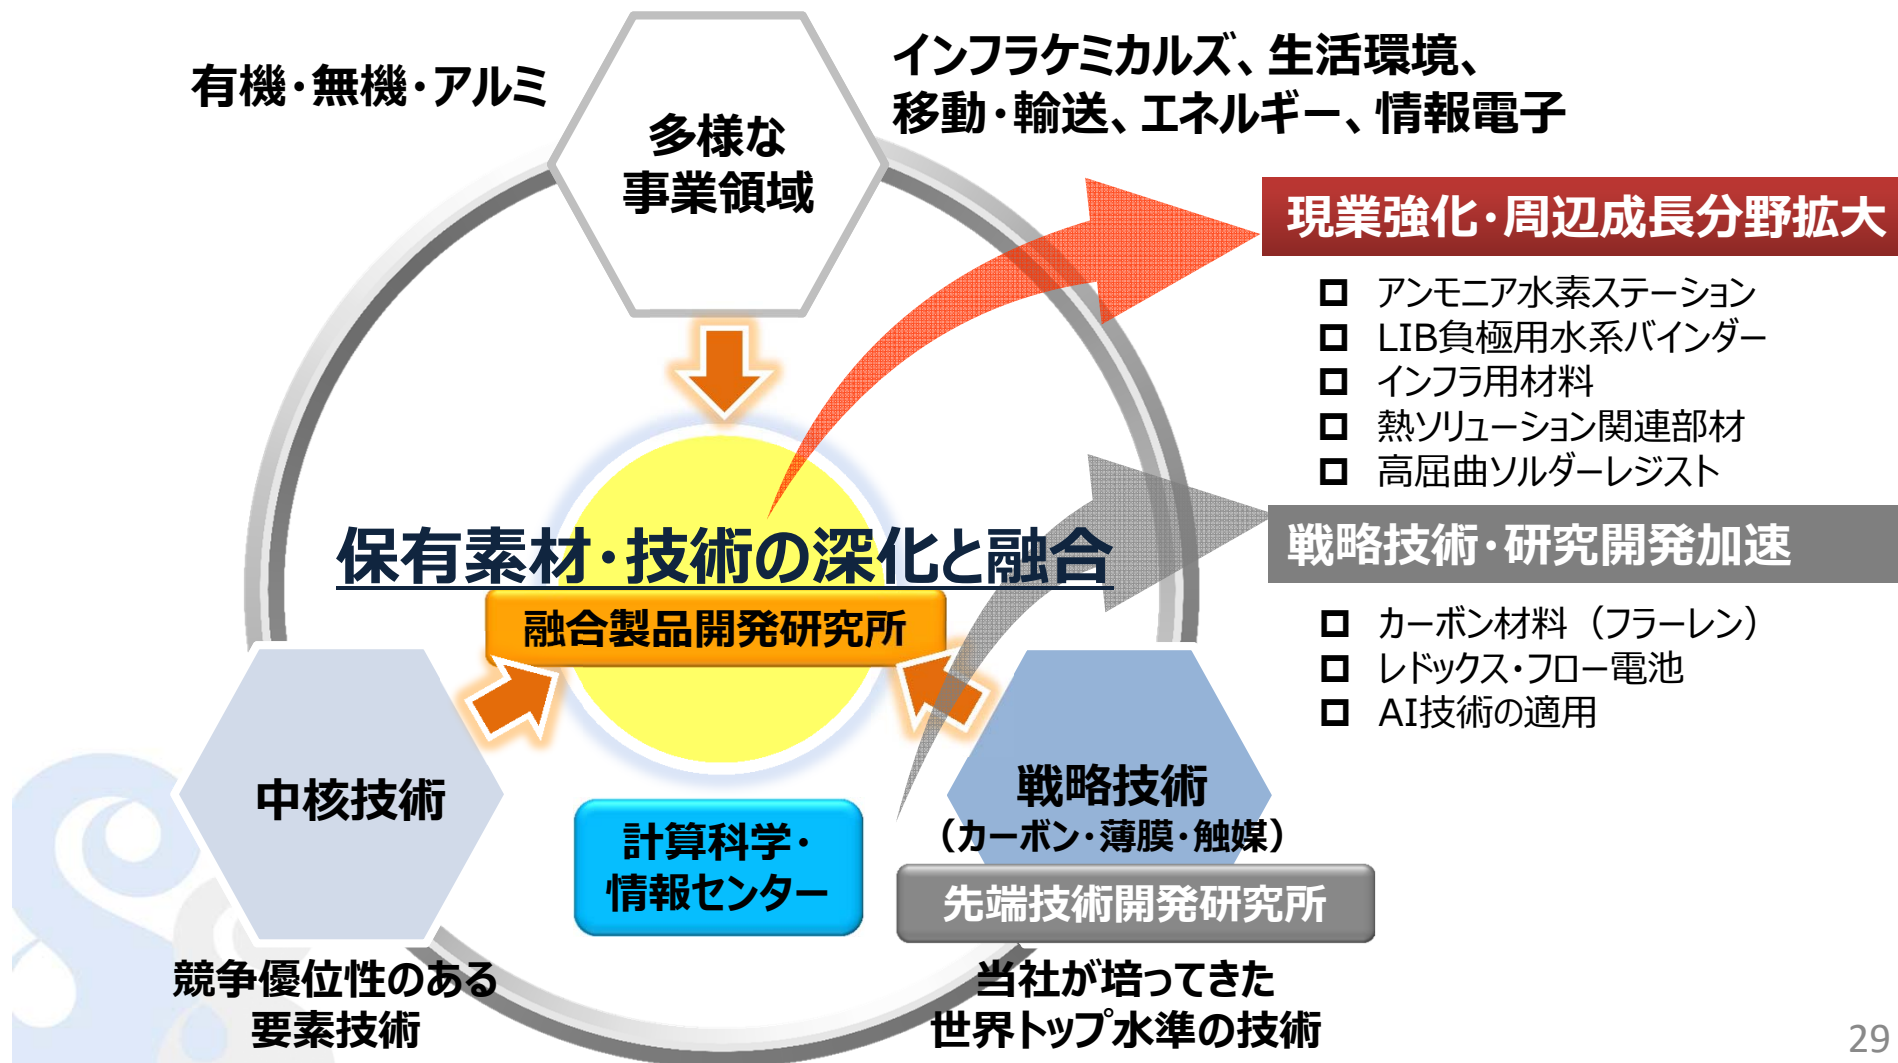 有機・無機・アルミ
インフラケミカルズ、生活環境、
移動・輸送、エネルギー、情報電子
多様な
事業領域
現業強化・周辺成長分野拡大
アンモニア水素ステーション
LIB負極用水系バインダー
インフラ用材料
熱ソリューション関連部材
高屈曲ソルダーレジスト
戦略技術・研究開発加速
カーボン材料（フラーレン）
レドックス・フロー電池
AI技術の適用
保有素材・技術の深化と融合
融合製品開発研究所
中核技術
計算科学・
情報センター
戦略技術
（カーボン・薄膜・触媒）
先端技術開発研究所
競争優位性のある
要素技術
当社が培ってきた
世界トップ水準の技術
29